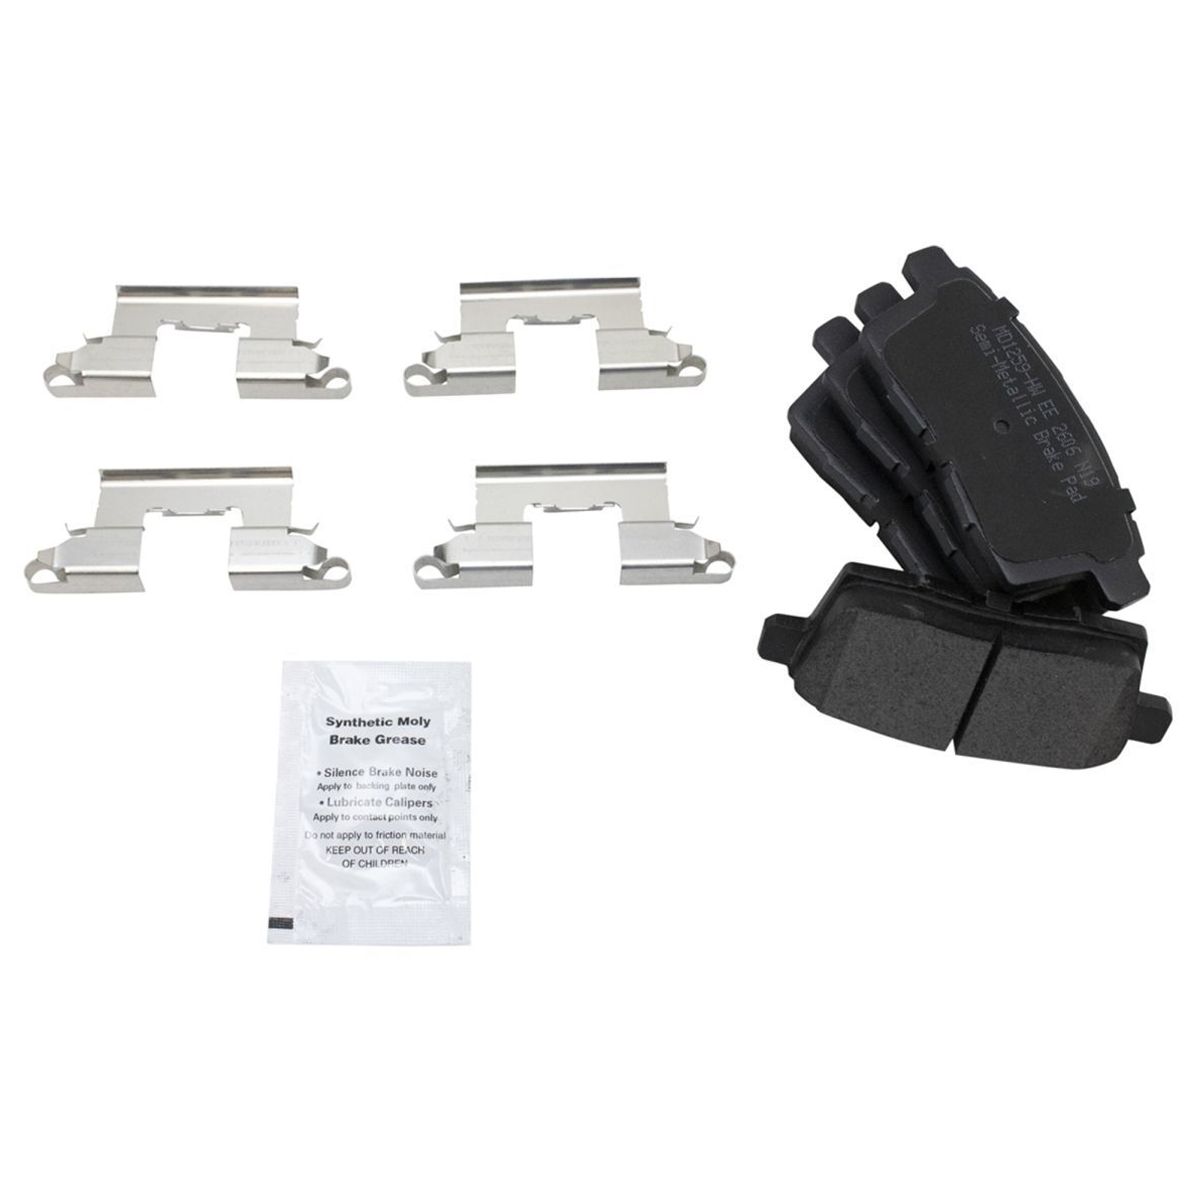 MD1259-HW EE 2606 N19
Semi-Metallic Brake Pad
Synthetic Moly
Brake Grease
• Silence Brake Noise
Apply to backing plate only
• Lubricate Calipers
Apply to contact points only
Do not apply to friction material
KEEP OUT OF REACH
OF CHILDREN